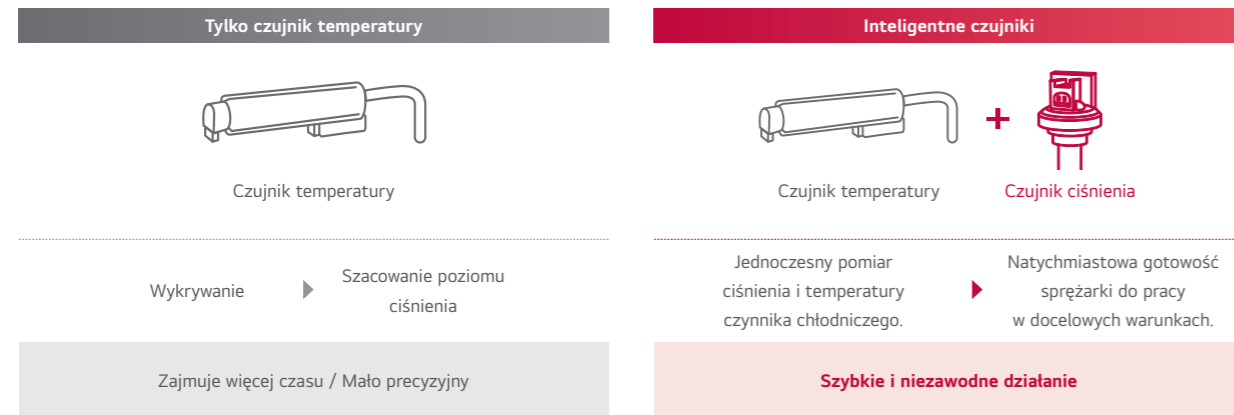 Tylko czujnik temperatury
Czujnik temperatury
Wykrywanie
Szacowanie poziomu
ciśnienia
Zajmuje więcej czasu / Mało precyzyjny
Inteligentne czujniki
+
Czujnik temperatury
Czujnik ciśnienia
Jednoczesny pomiar
ciśnienia i temperatury
czynnika chłodniczego.
Natychmiastowa gotowość
sprężarki do pracy
w docelowych warunkach.
Szybkie i niezawodne działanie